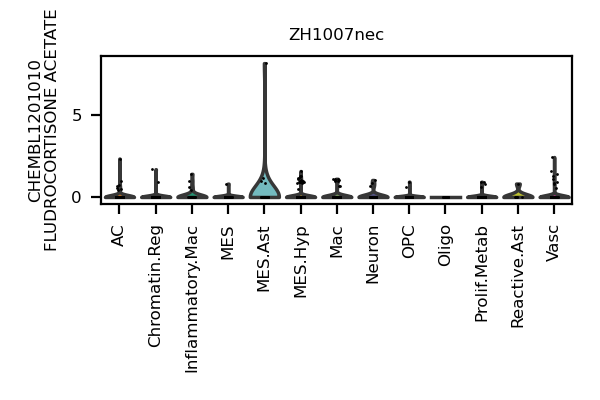 ZH1007nec
CHEMBL1201010
FLUDROCORTISONE ACETATE
5
0
AC
Chromatin.Reg
Inflammatory.Mac
MES
MES.Ast
MES.Hyp
Mac
Neuron
OPC
Oligo
Prolif.Metab
Reactive.Ast
Vasc